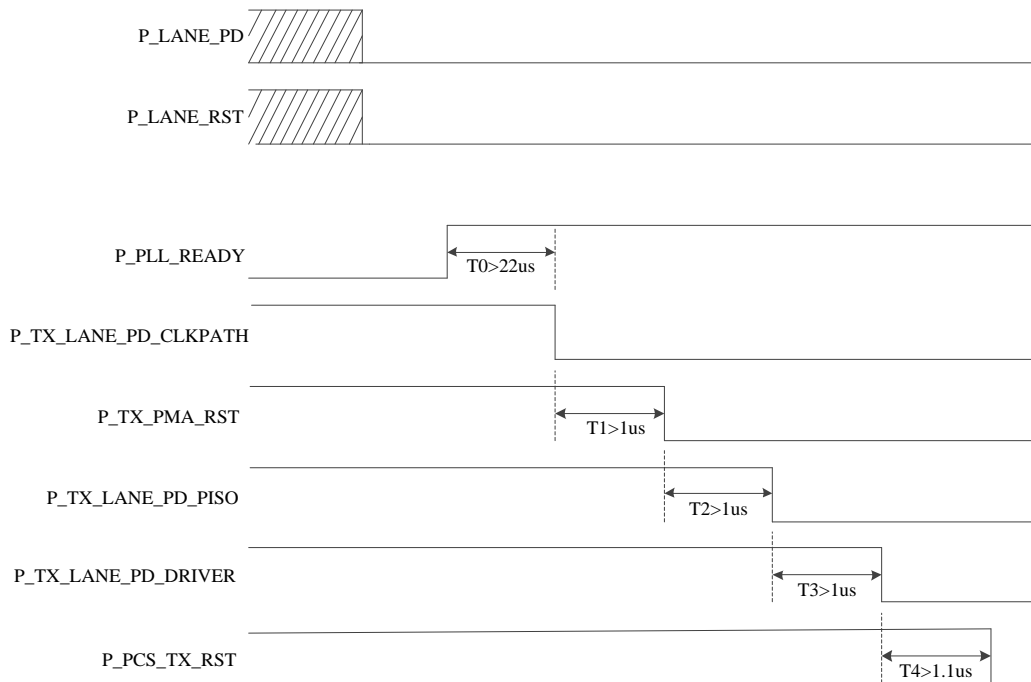 P_LANE_PD
P_LANE_RST
P_PLL_READY
T0>22us
P_TX_LANE_PD_CLKPATH
P_TX_PMA_RST
T1>1us
P_TX_LANE_PD_PISO
T2>1us
P_TX_LANE_PD_DRIVER
T3>1us
P_PCS_TX_RST
T4>1.1us